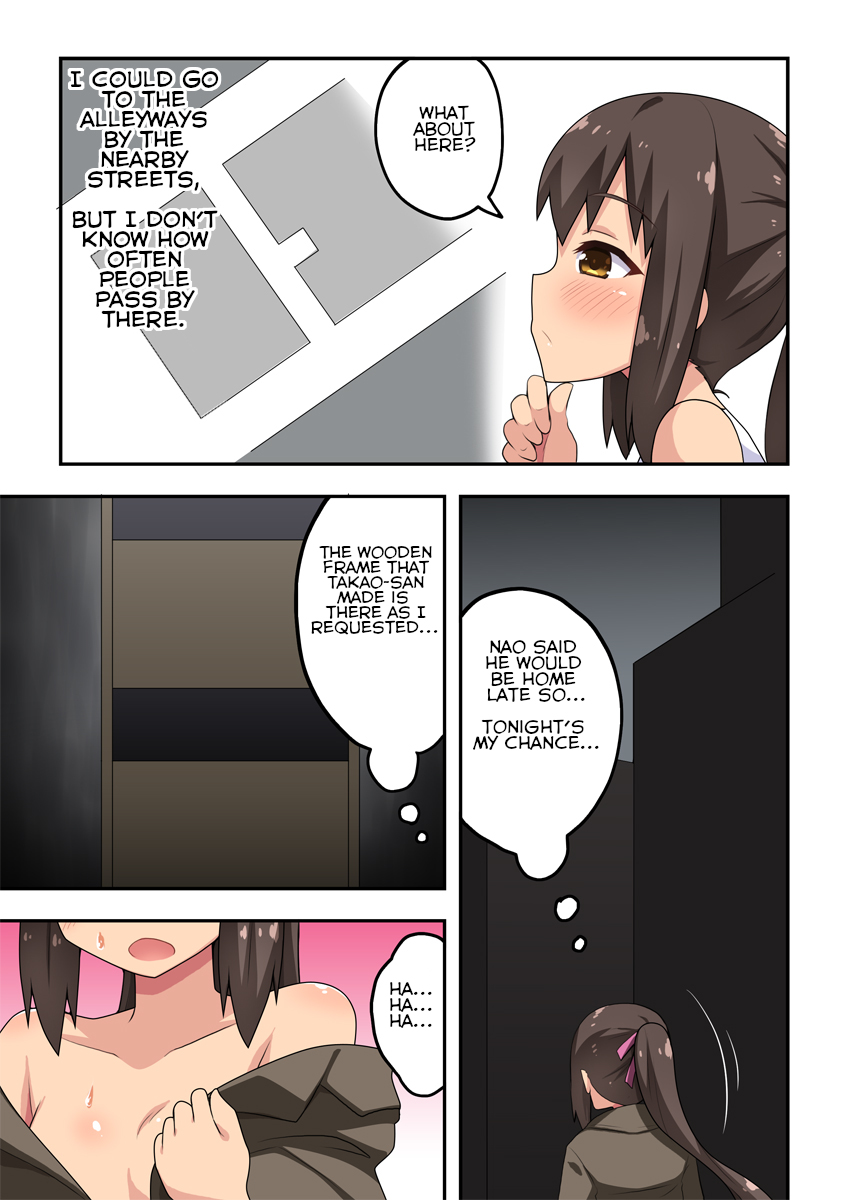 I COULD GO
TO THE
ALLEYWAYS
BY THE
NEARBY
STREETS,
BUT I DON'T
KNOW HOW
OFTEN
PEOPLE
PASS BY
THERE.
WHAT
ABOUT
HERE?
THE WOODEN
FRAME THAT
TAKAO-SAN
MADE IS
THERE AS I
REQUESTED...
NAO SAID
HE WOULD
BE HOME
LATE SO...
TONIGHT'S
MY CHANCE...
HA...
HA...
HA...